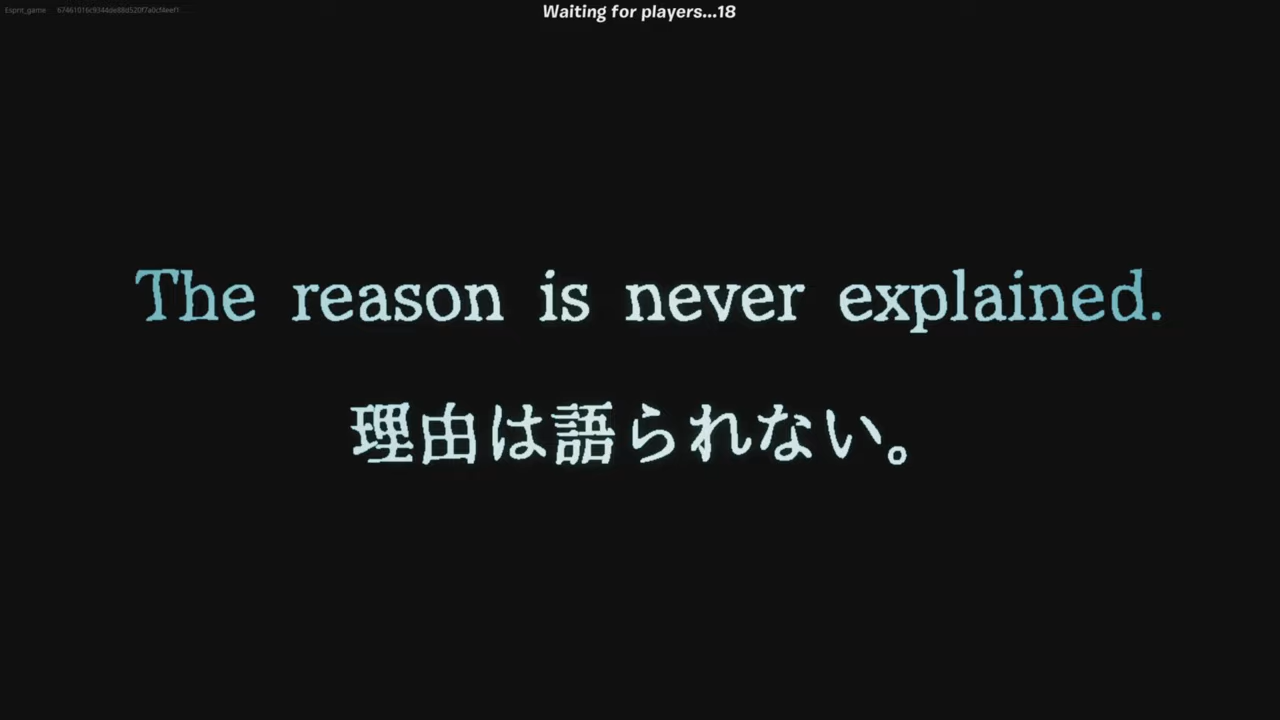 Waiting for players...18
The reason is never explained.
理由は語られない。